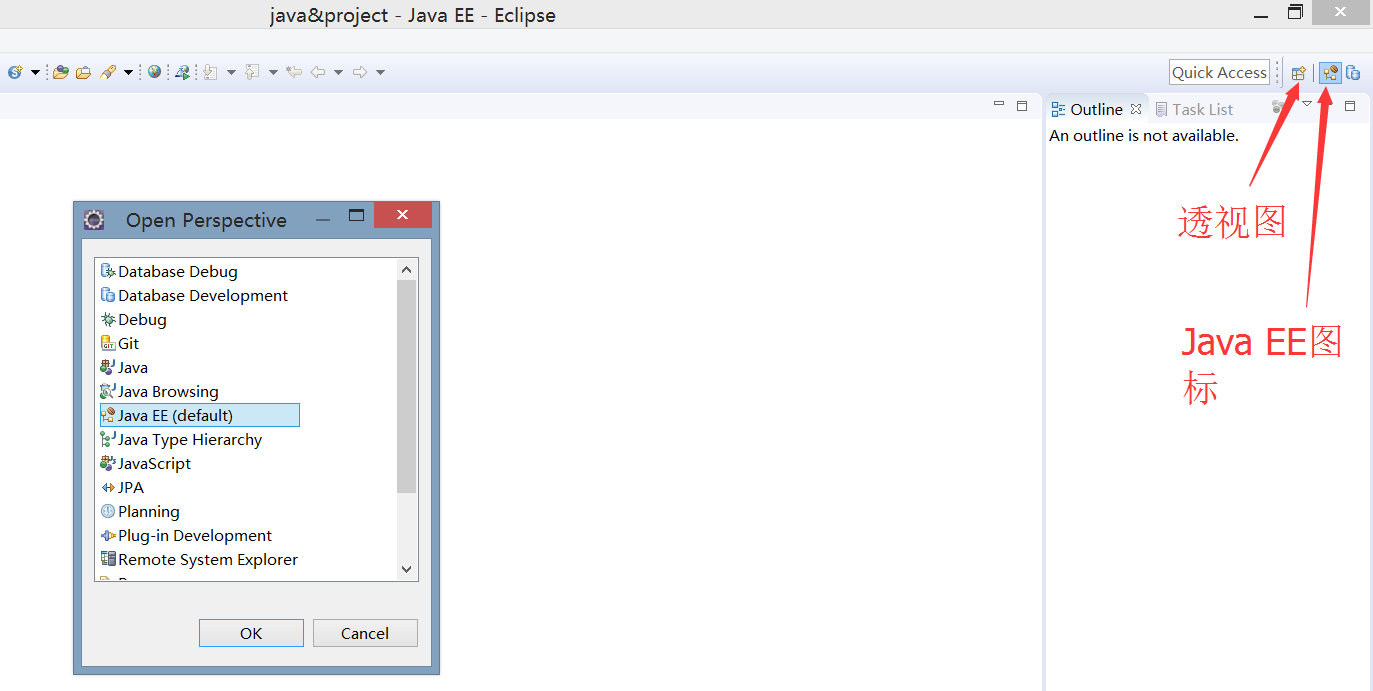 java&project - Java EE - Eclipse
Quick Access
Outline
Task List
An outline is not available.
透视图
Java EE图
标
Open Perspective
Database Debug
Database Development
Debug
Git
Java
Java Browsing
Java EE (default)
Java Type Hierarchy
JavaScript
JPA
Planning
Plug-in Development
Remote System Explorer
OK
Cancel